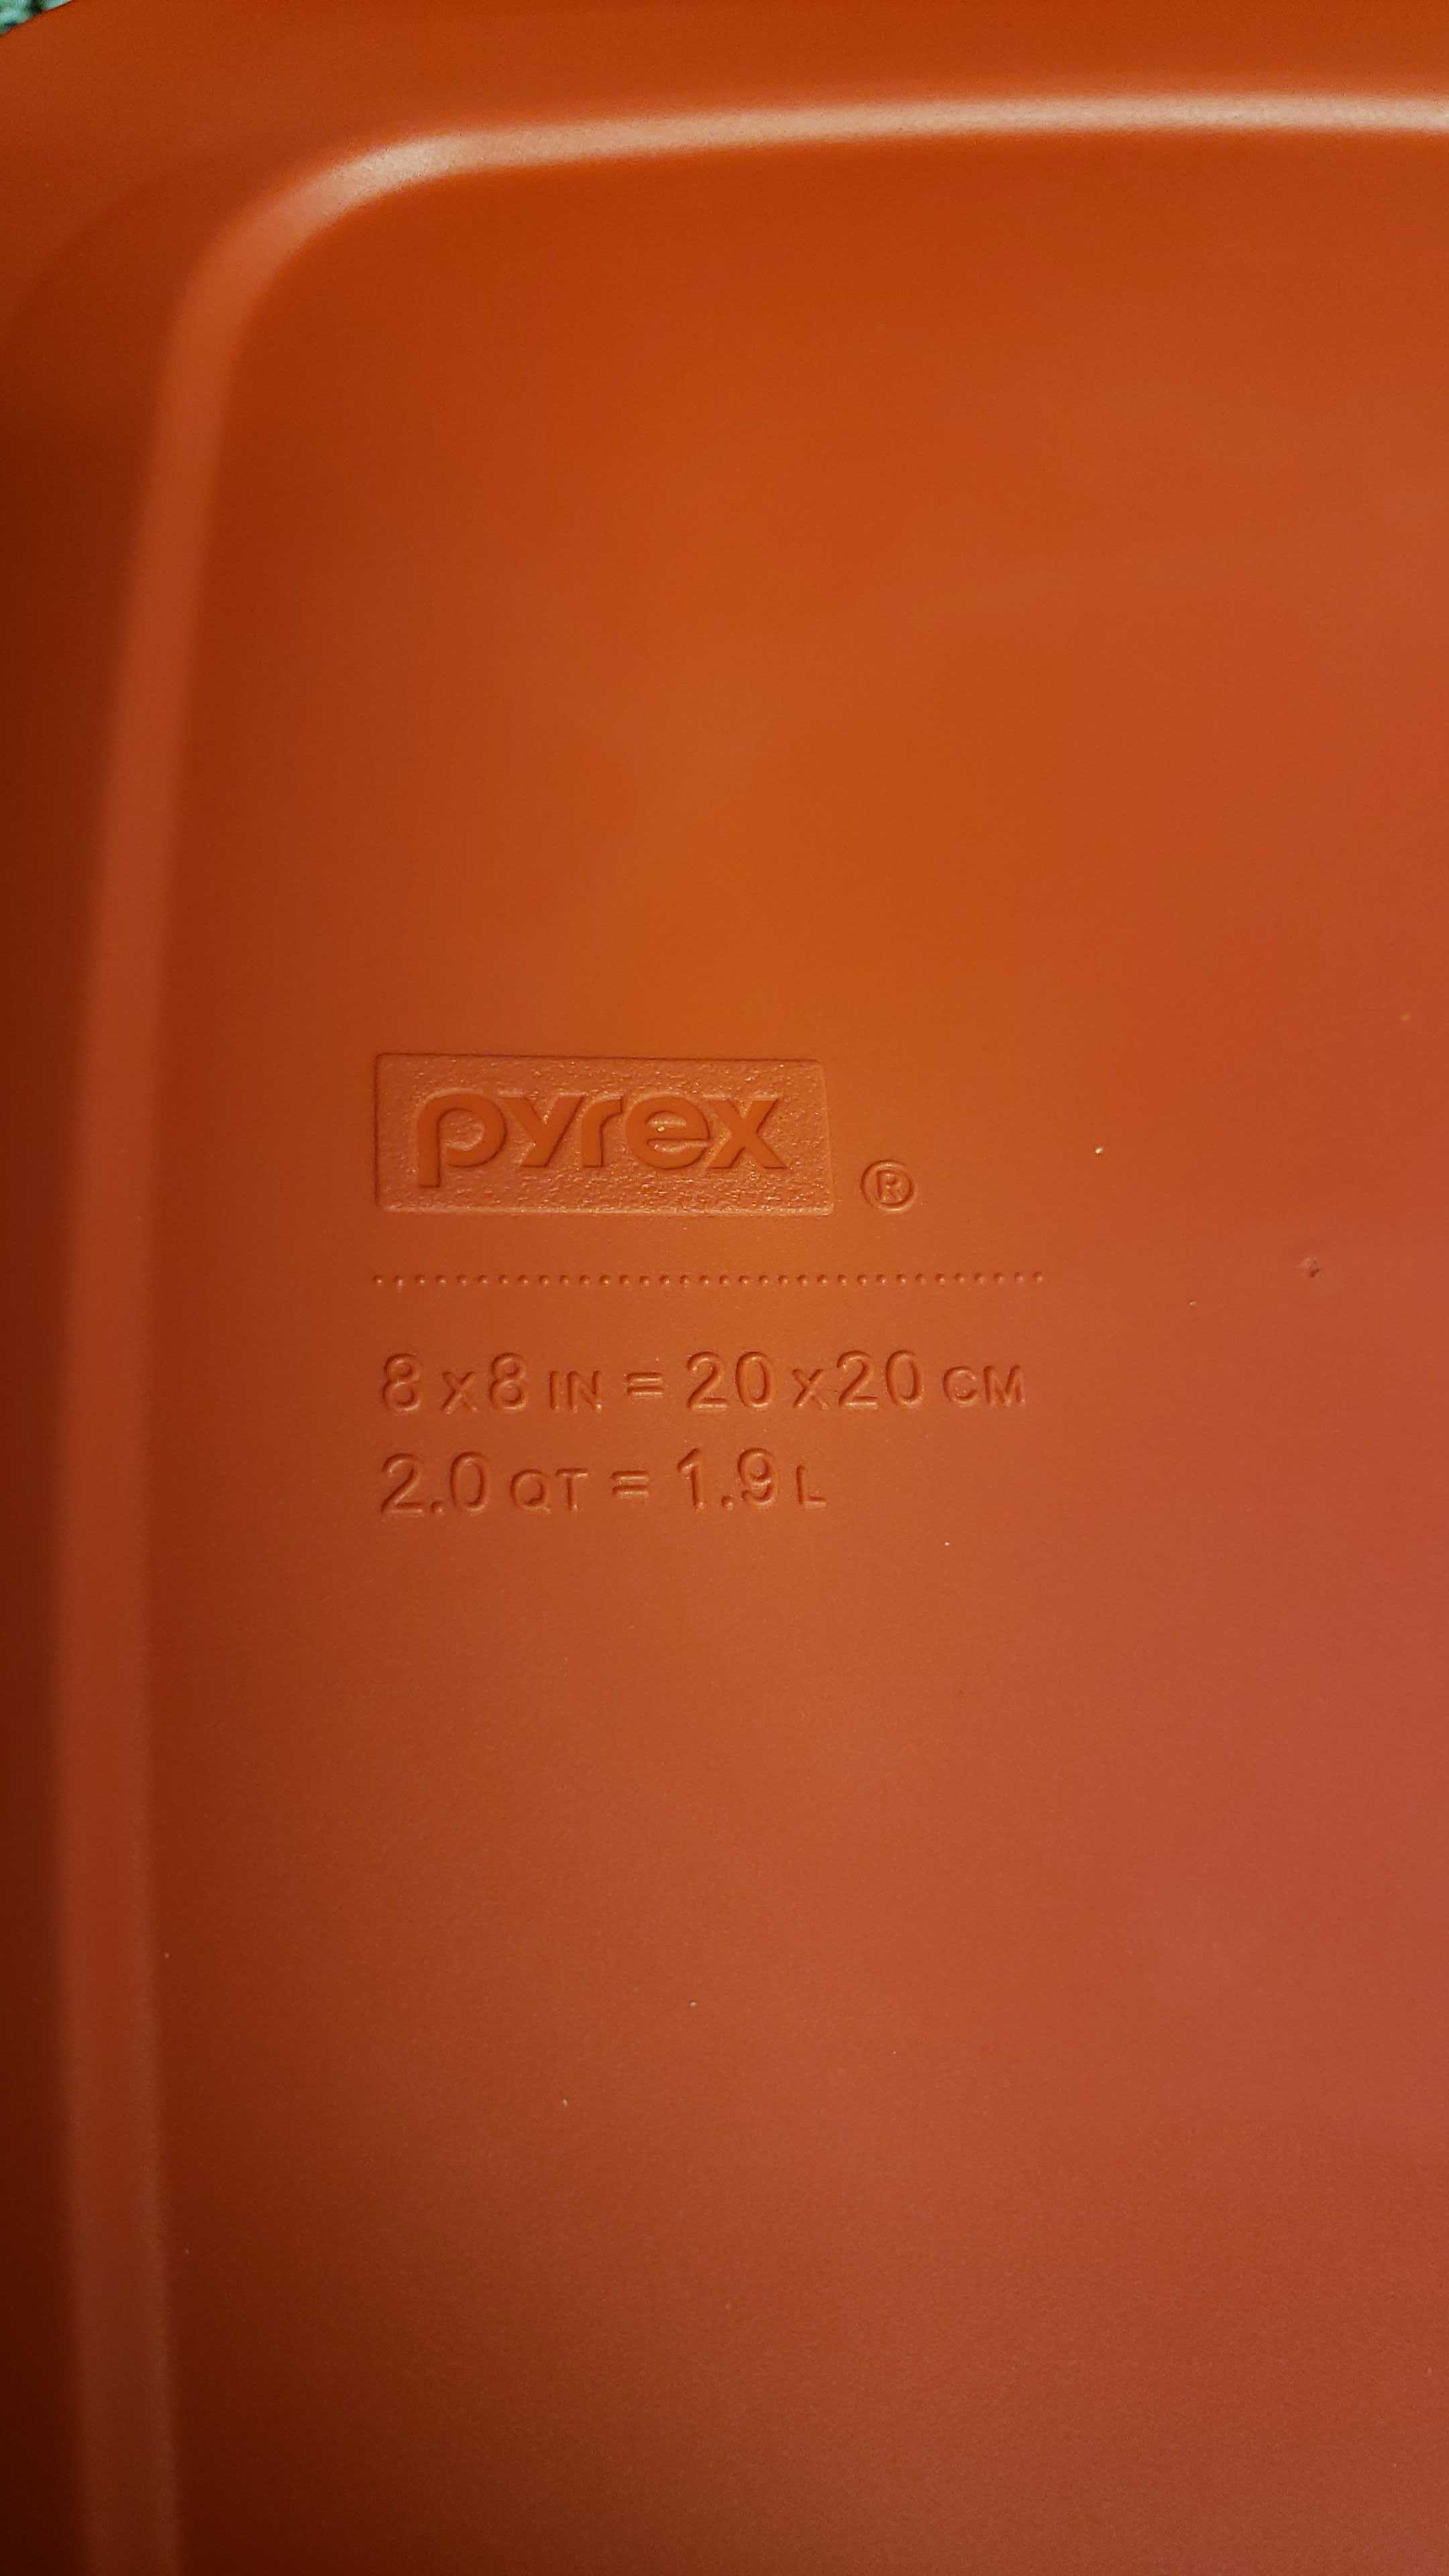 pyrex ®
8 x 8 IN = 20 x 20 CM
2.0 QT = 1.9 L